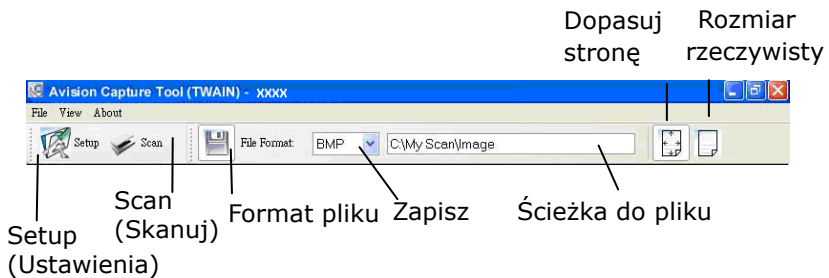 Dopasuj
stronę
Rozmiar
rzeczywisty
Avision Capture Tool (TWAIN) - xxxx
File View About
Setup Scan File Format: BMP C:\My Scan\Image
Scan
(Skanuj)
Format pliku Zapisz Ścieżka do pliku
Setup
(Ustawienia)